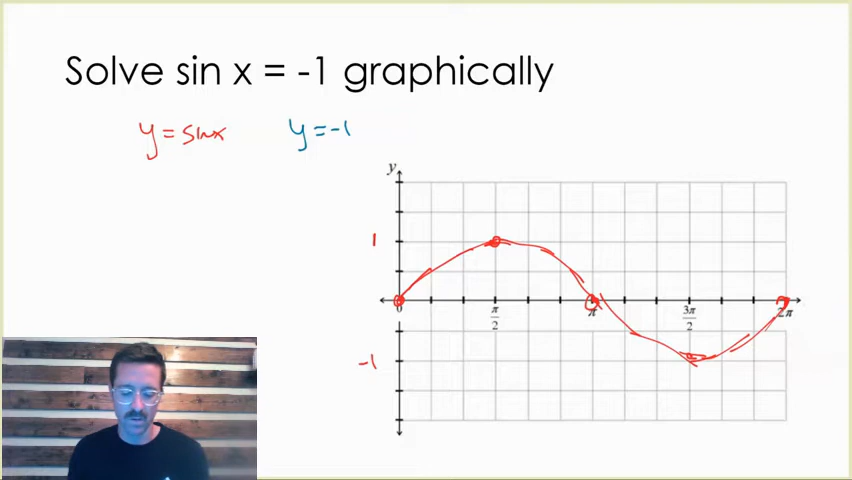 Solve sin x = -1 graphically
y = sinx
y = -1
y
1
0
π/2
π
3π/2
2π
-1